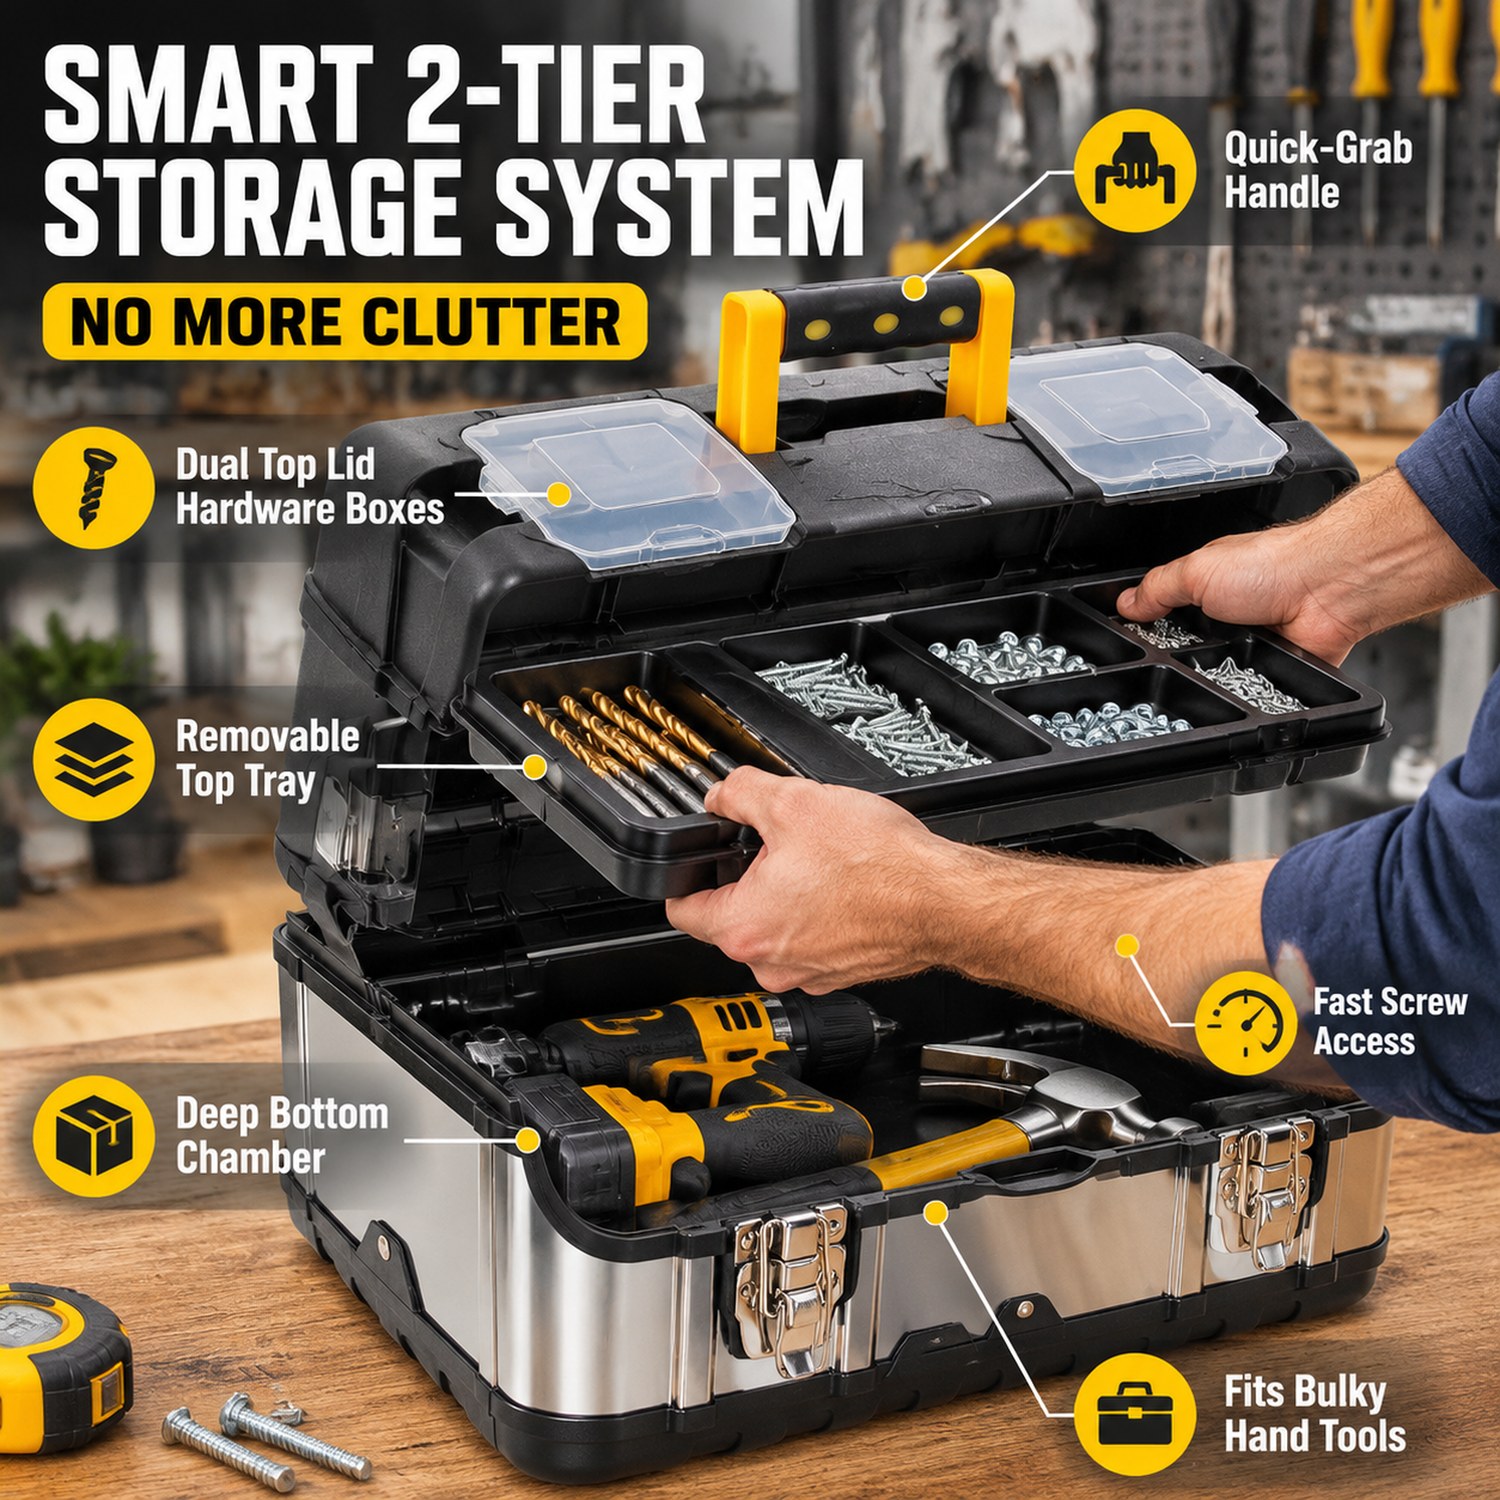 SMART 2-TIER
STORAGE SYSTEM
NO MORE CLUTTER
Quick-Grab
Handle
Dual Top Lid
Hardware Boxes
Removable
Top Tray
Fast Screw
Access
Deep Bottom
Chamber
Fits Bulky
Hand Tools